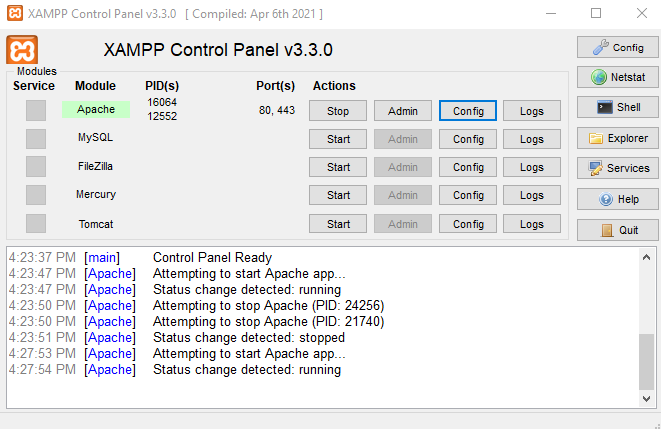 XAMPP Control Panel v3.3.0 [ Compiled: Apr 6th 2021 ]
XAMPP Control Panel v3.3.0
Config
Modules
Service Module PID(s) Port(s) Actions
Netstat
Apache 16064 12552 80, 443 Stop Admin Config Logs
Shell
MySQL Start Admin Config Logs
Explorer
FileZilla Start Admin Config Logs
Services
Mercury Start Admin Config Logs
Help
Tomcat Start Admin Config Logs
Quit
4:23:37 PM [main] Control Panel Ready
4:23:47 PM [Apache] Attempting to start Apache app...
4:23:47 PM [Apache] Status change detected: running
4:23:50 PM [Apache] Attempting to stop Apache (PID: 24256)
4:23:50 PM [Apache] Attempting to stop Apache (PID: 21740)
4:23:51 PM [Apache] Status change detected: stopped
4:27:53 PM [Apache] Attempting to start Apache app...
4:27:54 PM [Apache] Status change detected: running